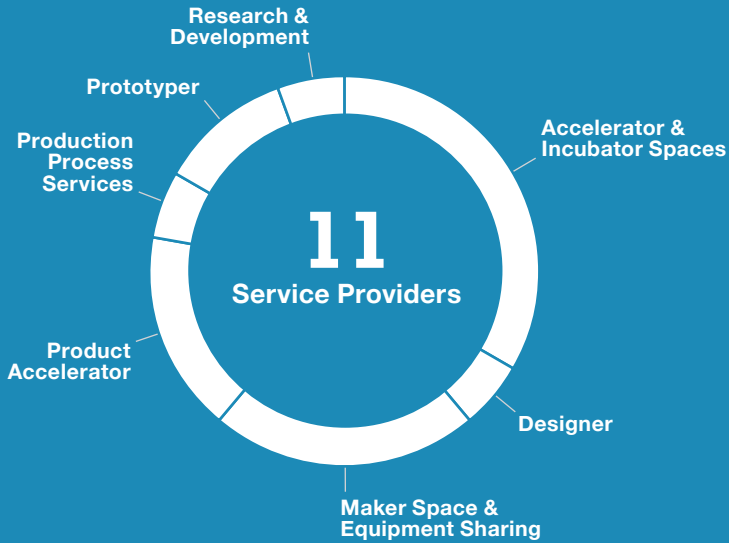 Research &
Development
Prototyper
Production
Process
Services
Accelerator &
Incubator Spaces
11
Service Providers
Product
Accelerator
Designer
Maker Space &
Equipment Sharing